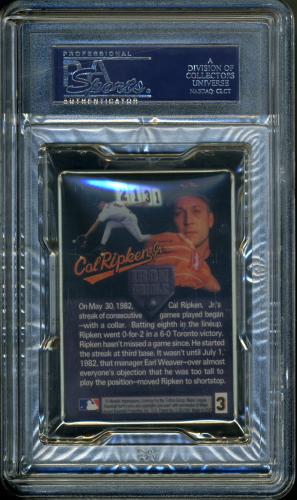 PROFESSIONAL
PSA
Sports
AUTHENTICATOR
A
DIVISION OF
COLLECTORS
UNIVERSE
NASDAQ: CLCT
2131
Cal Ripken Jr.
On May 30, 1982, Cal Ripken, Jr.'s
streak of consecutive games played began
–with a collar. Batting eighth in the lineup,
Ripken went 0-for-2 in a 6-0 Toronto victory.
Ripken hasn't missed a game since. He started
the streak at third base. It wasn't until July 1,
1982, that manager Earl Weaver–over almost
everyone's objection that he was too tall to
play the position–moved Ripken to shortstop.
3